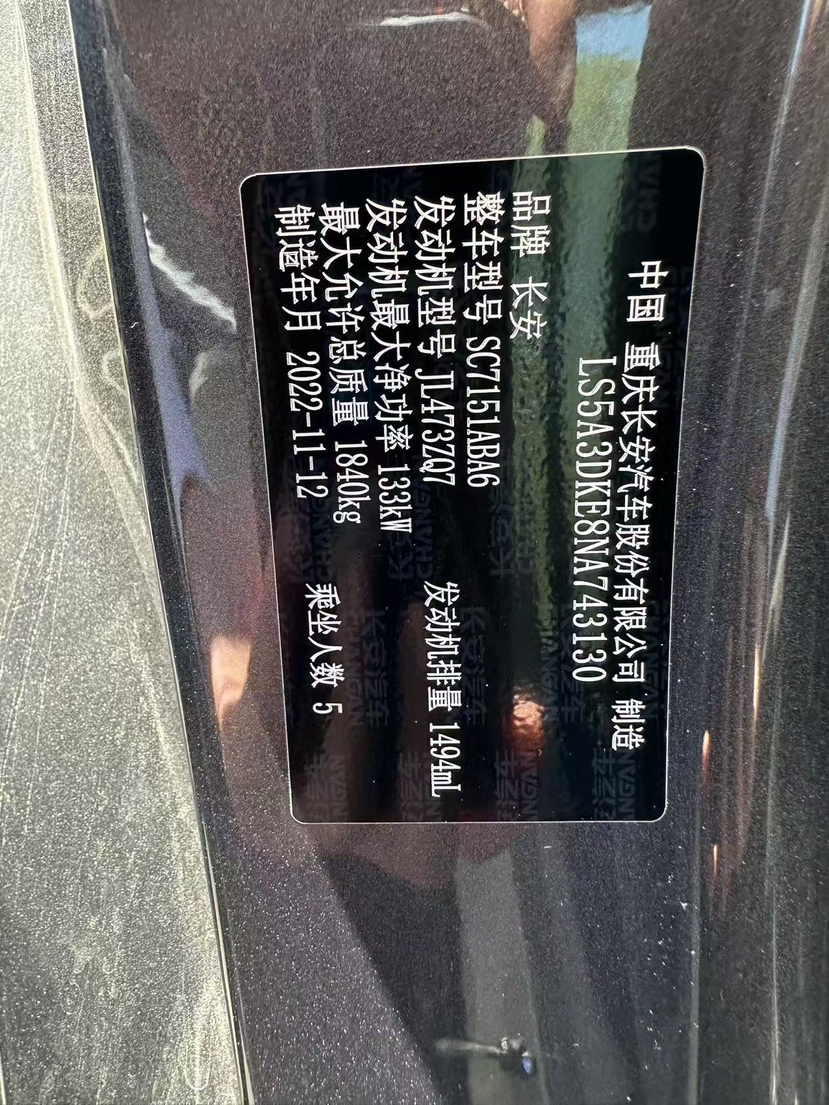 中国 重庆长安汽车股份有限公司 制造
LS5A3DKE8NA743130
品牌 长安
整车型号 SC7151ABA6
发动机型号 JL473ZQ7 发动机排量 1494mL
发动机最大净功率 133kW
最大允许总质量 1840kg
制造年月 2022-11-12 乘坐人数 5